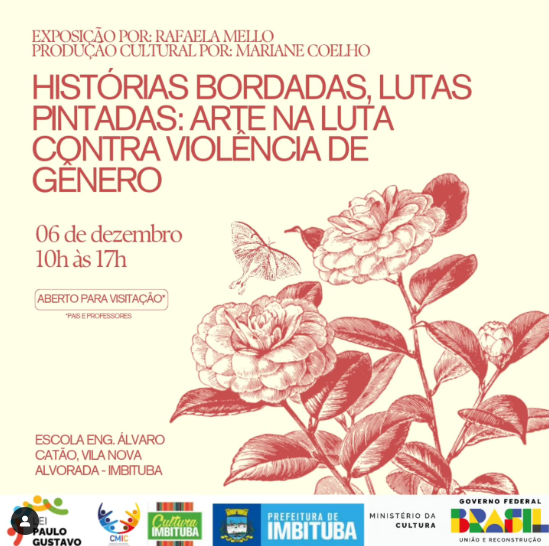 EXPOSIÇÃO POR: RAFAELA MELLO
PRODUÇÃO CULTURAL POR: MARIANE COELHO
HISTÓRIAS BORDADAS, LUTAS
PINTADAS: ARTE NA LUTA
CONTRA VIOLÊNCIA DE
GÊNERO
06 de dezembro
10h às 17h
ABERTO PARA VISITAÇÃO*
*PAIS E PROFESSORES
ESCOLA ENG. ÁLVARO
CATÃO, VILA NOVA
ALVORADA - IMBITUBA
LEI
PAULO
GUSTAVO
CMIC
Cultura
IMBITUBA
PREFEITURA DE
IMBITUBA
MINISTÉRIO DA
CULTURA
GOVERNO FEDERAL
BRASIL
UNIÃO E RECONSTRUÇÃO